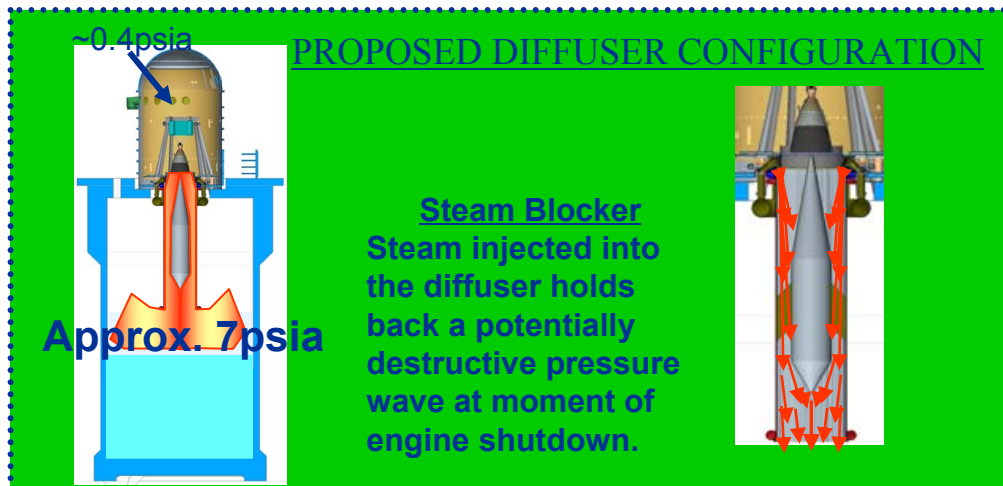 ~0.4psia
PROPOSED DIFFUSER CONFIGURATION
Steam Blocker
Steam injected into
the diffuser holds
back a potentially
destructive pressure
wave at moment of
engine shutdown.
Approx. 7psia